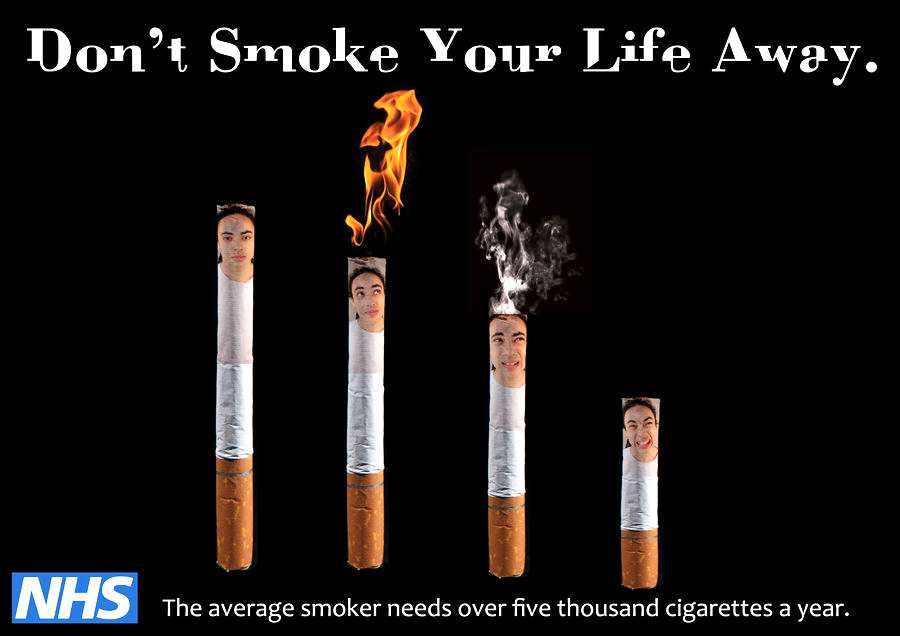 Don't Smoke Your Life Away.
NHS
The average smoker needs over five thousand cigarettes a year.